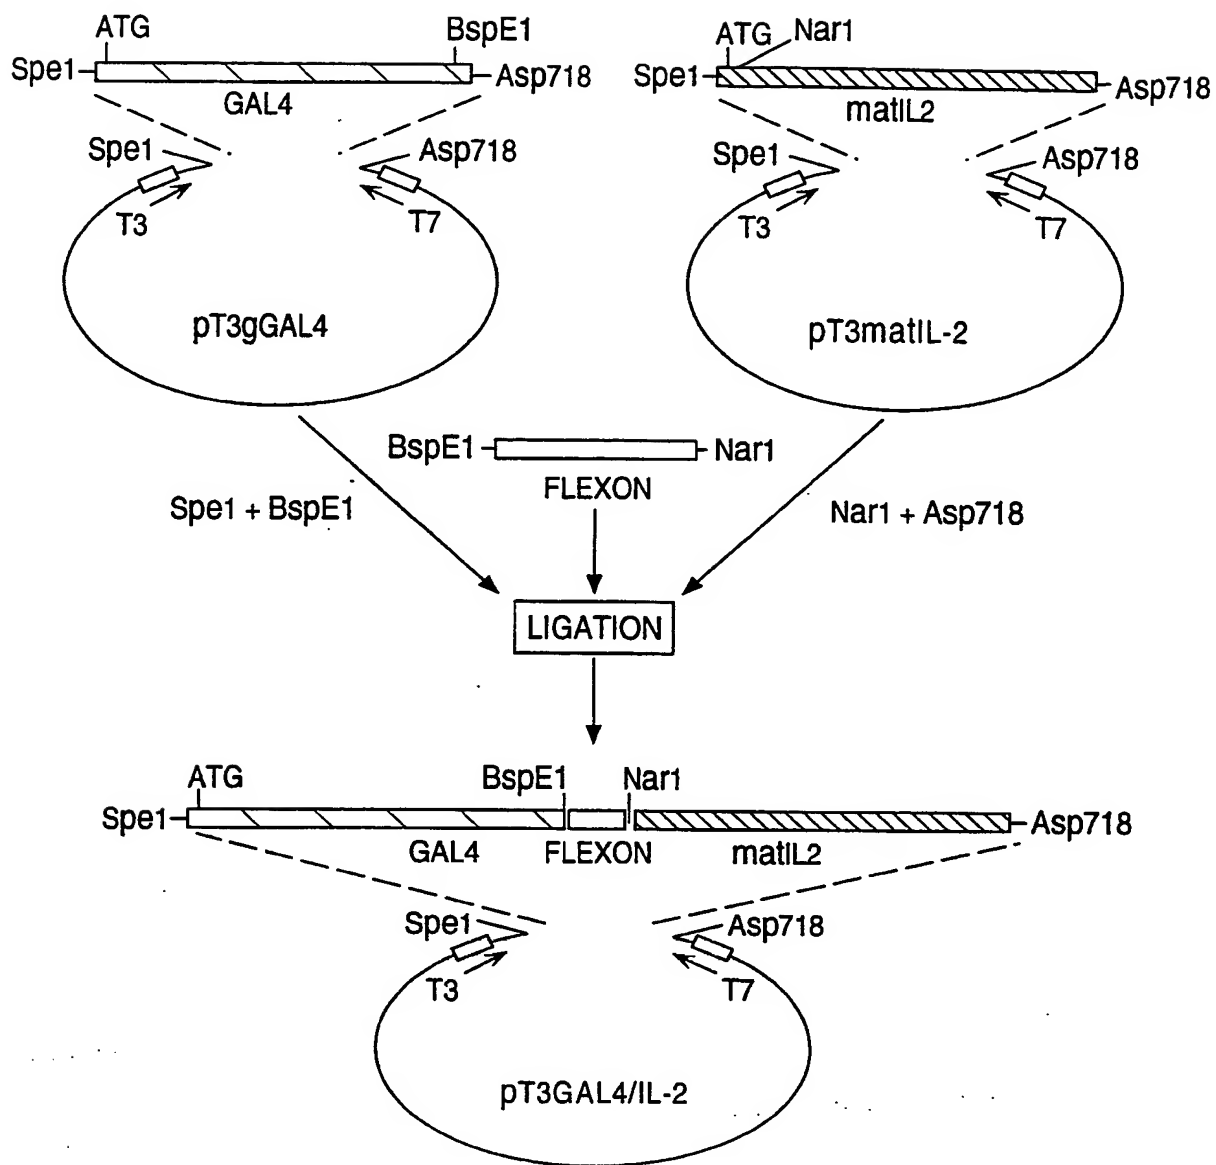 ATG
BspE1
Spe1
Asp718
GAL4
Spe1
Asp718
T3
T7
pT3gGAL4
ATG
Nar1
Spe1
Asp718
matIL2
Spe1
Asp718
T3
T7
pT3matIL-2
BspE1
Nar1
FLEXON
Spe1 + BspE1
Nar1 + Asp718
LIGATION
ATG
BspE1
Nar1
Spe1
Asp718
GAL4
FLEXON
matIL2
Spe1
Asp718
T3
T7
pT3GAL4/IL-2